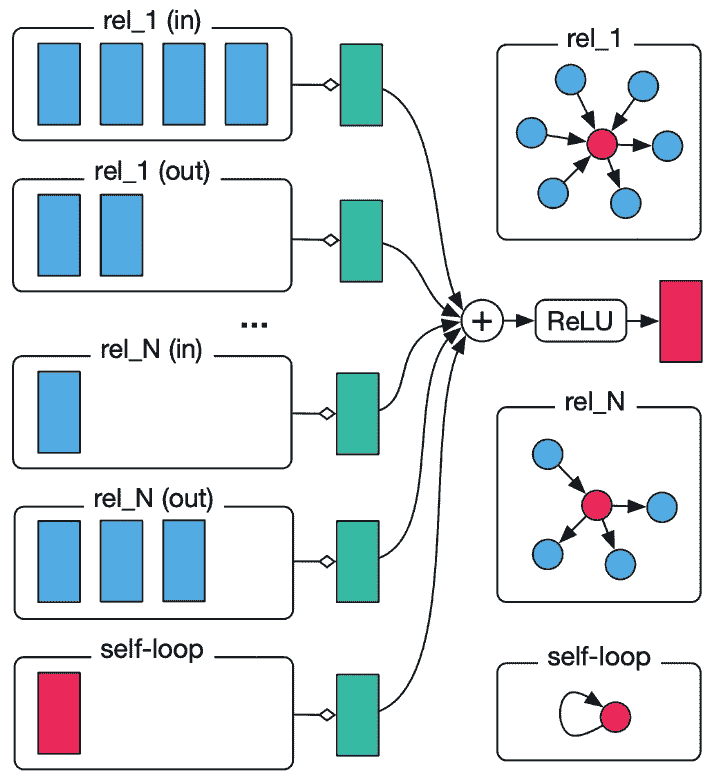 rel_1 (in)
rel_1 (out)
...
rel_N (in)
rel_N (out)
self-loop
+
ReLU
rel_1
rel_N
self-loop